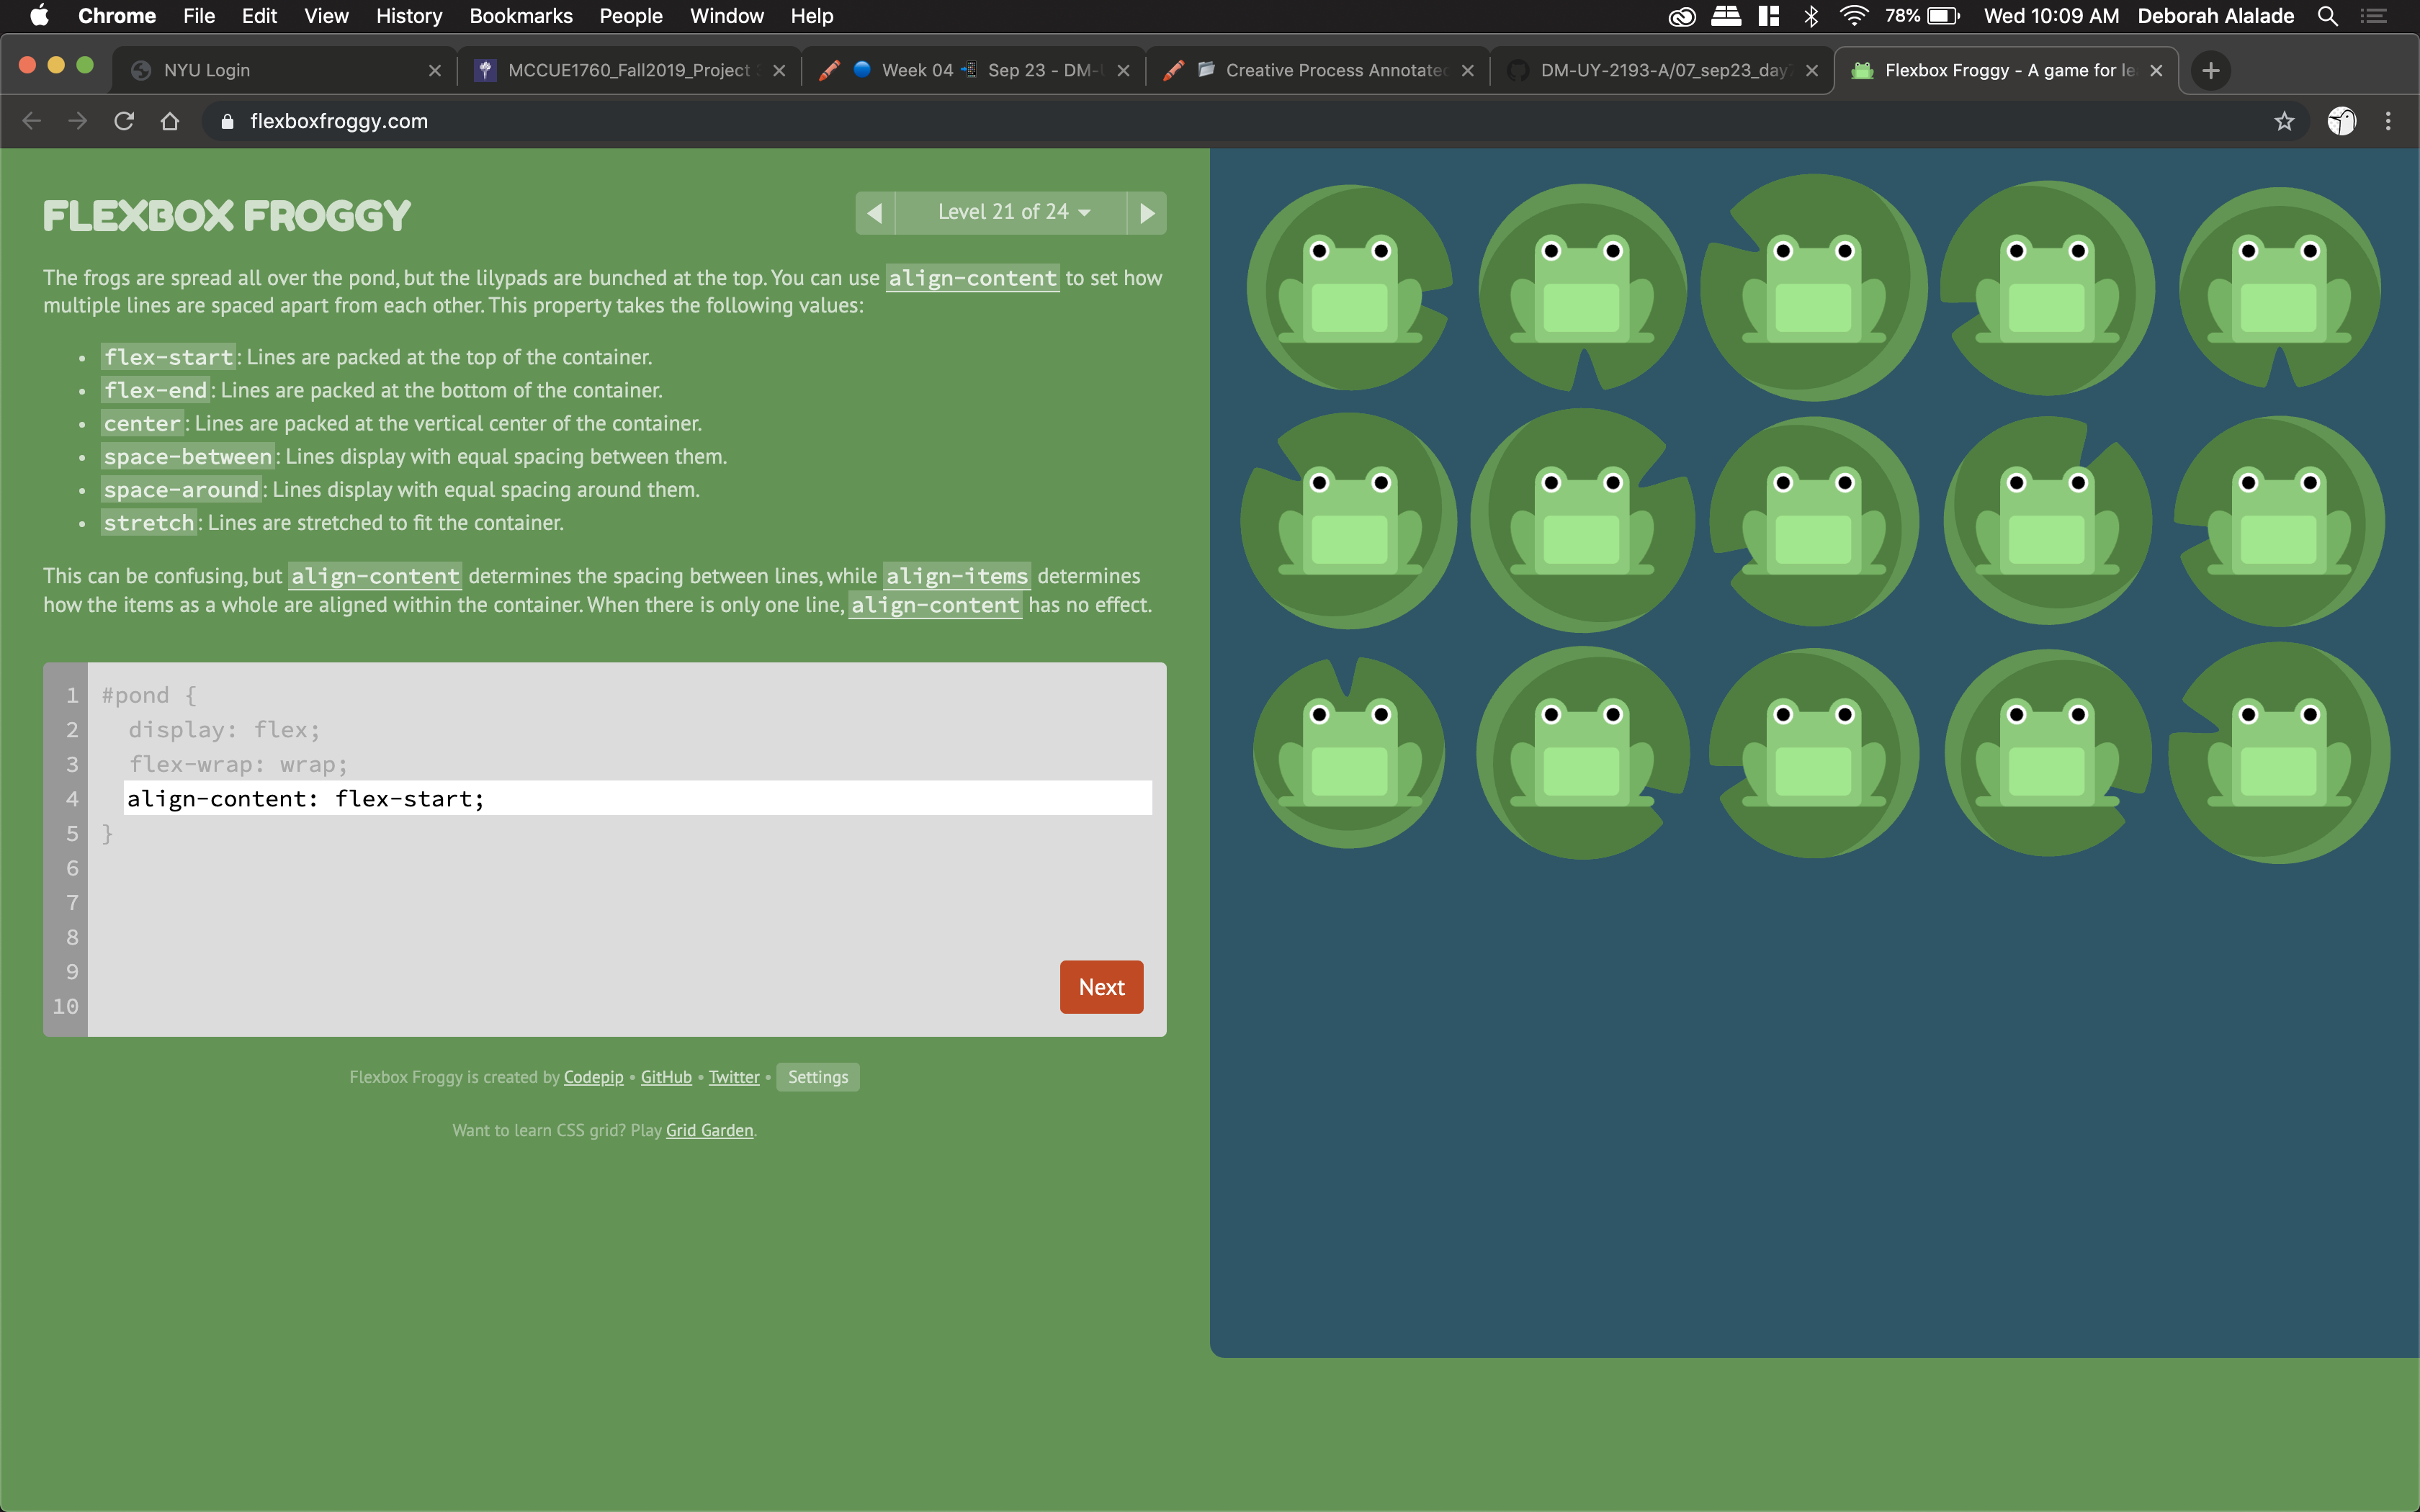 Chrome File Edit View History Bookmarks People Window Help 78% Wed 10:09 AM Deborah Alalade
NYU Login MCCUE1760_Fall2019_Project Week 04 Sep 23 - DM- Creative Process Annotated DM-UY-2193-A/07_sep23_day Flexbox Froggy - A game for le
flexboxfroggy.com
FLEXBOX FROGGY
Level 21 of 24
The frogs are spread all over the pond, but the lilypads are bunched at the top. You can use align-content to set how
multiple lines are spaced apart from each other. This property takes the following values:
• flex-start: Lines are packed at the top of the container.
• flex-end: Lines are packed at the bottom of the container.
• center: Lines are packed at the vertical center of the container.
• space-between: Lines display with equal spacing between them.
• space-around: Lines display with equal spacing around them.
• stretch: Lines are stretched to fit the container.
This can be confusing, but align-content determines the spacing between lines, while align-items determines
how the items as a whole are aligned within the container. When there is only one line, align-content has no effect.
1 #pond {
2 display: flex;
3 flex-wrap: wrap;
4 align-content: flex-start;
5 }
6
7
8
9
10
Next
Flexbox Froggy is created by Codepip • GitHub • Twitter • Settings
Want to learn CSS grid? Play Grid Garden.